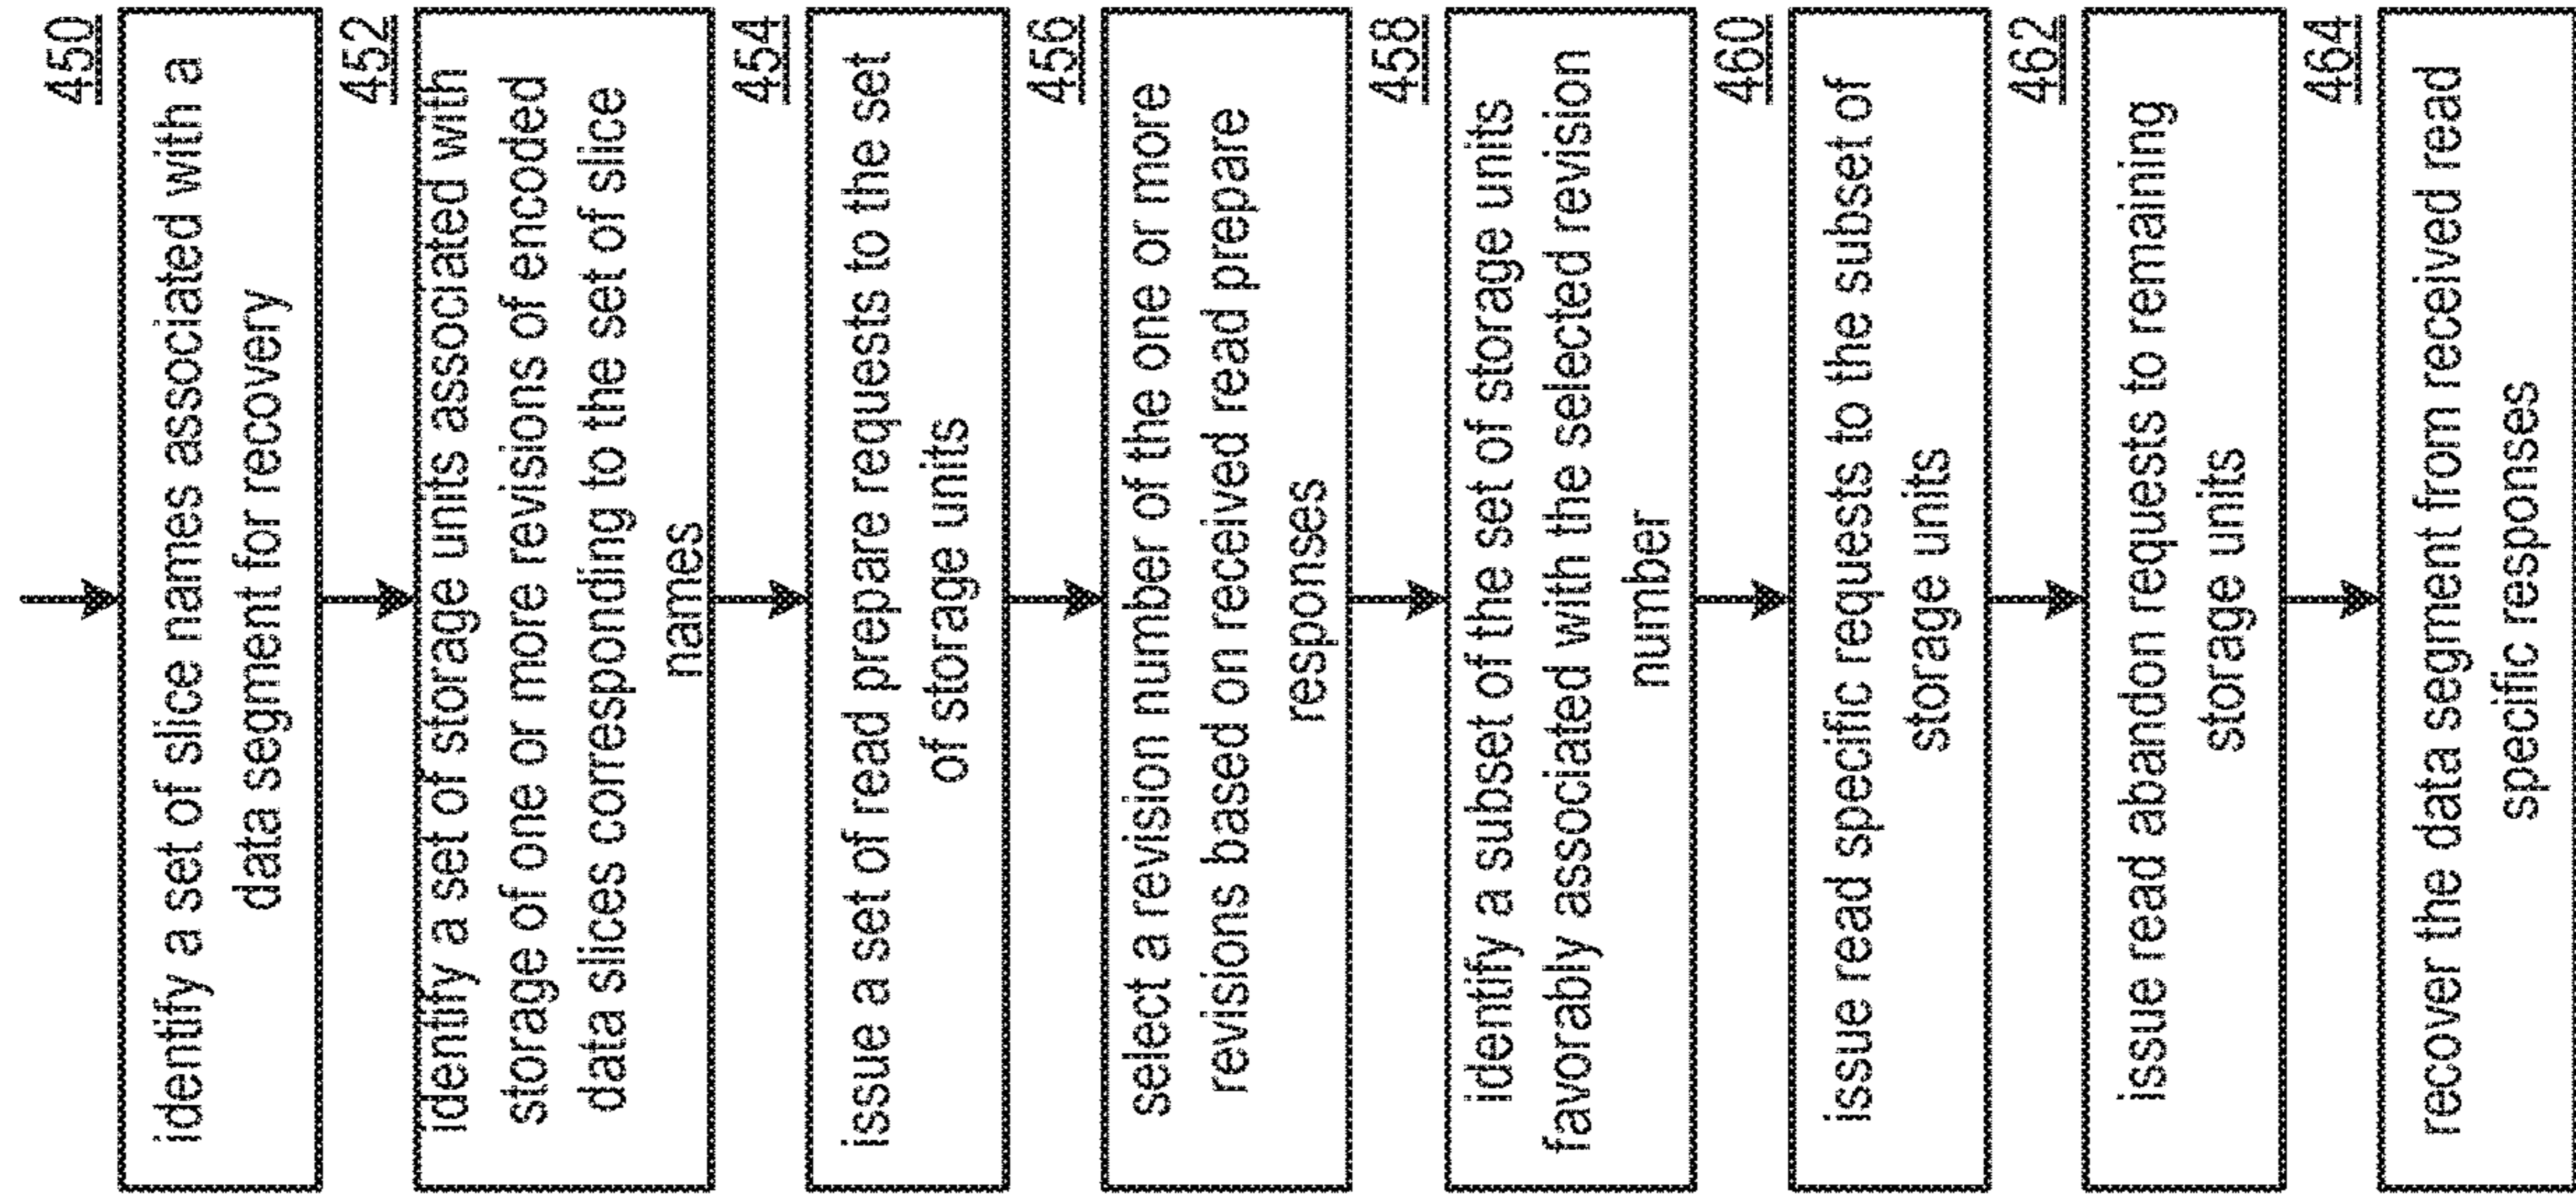 450
identify a set of slice names associated with a
data segment for recovery
452
identify a set of storage units associated with
storage of one or more revisions of encoded
data slices corresponding to the set of slice
names
454
issue a set of read prepare requests to the set
of storage units
456
select a revision number of the one or more
revisions based on received read prepare
responses
458
identify a subset of the set of storage units
favorably associated with the selected revision
number
460
issue read specific requests to the subset of
storage units
462
issue read abandon requests to remaining
storage units
464
recover the data segment from received read
specific responses